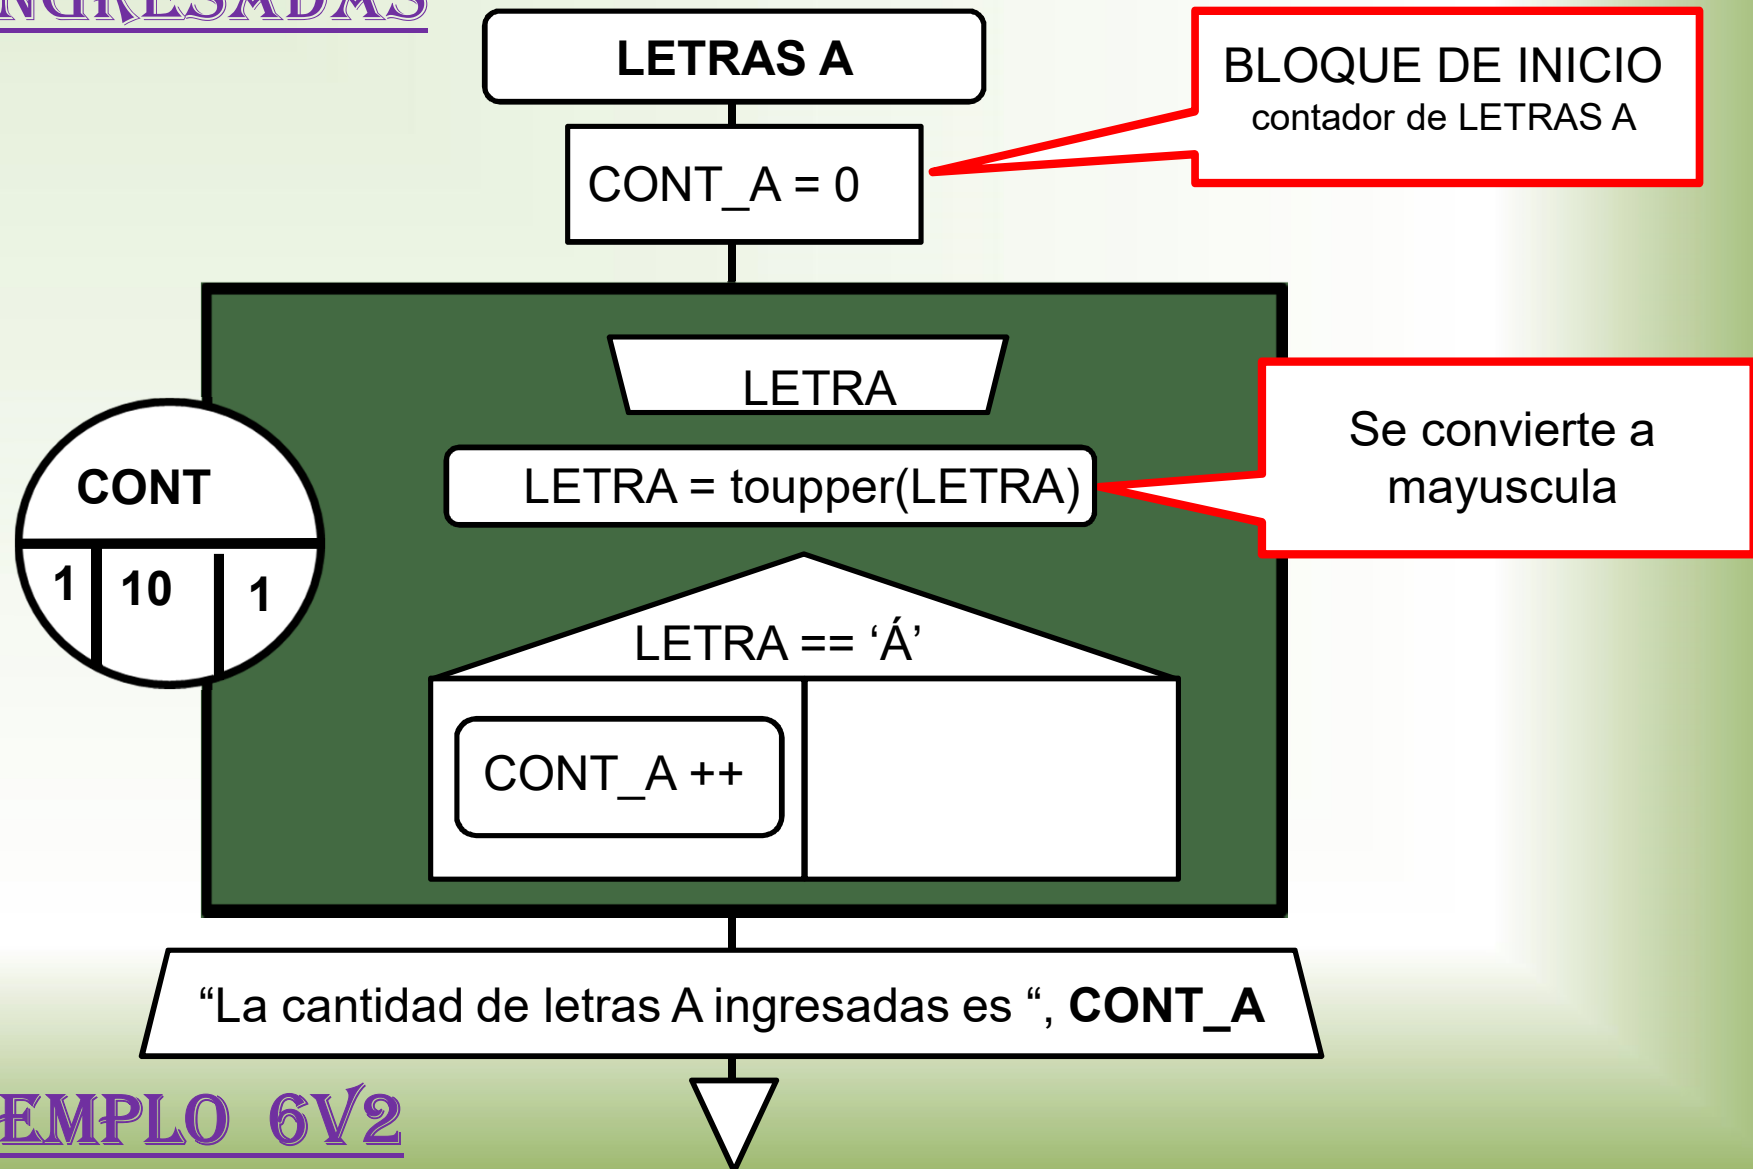 INGRESADAS
LETRAS A
BLOQUE DE INICIO
contador de LETRAS A
CONT_A = 0
LETRA
LETRA = toupper(LETRA)
Se convierte a
mayuscula
CONT
1 10 1
LETRA == ‘Á’
CONT_A ++
“La cantidad de letras A ingresadas es “, CONT_A
EMPLO 6V2